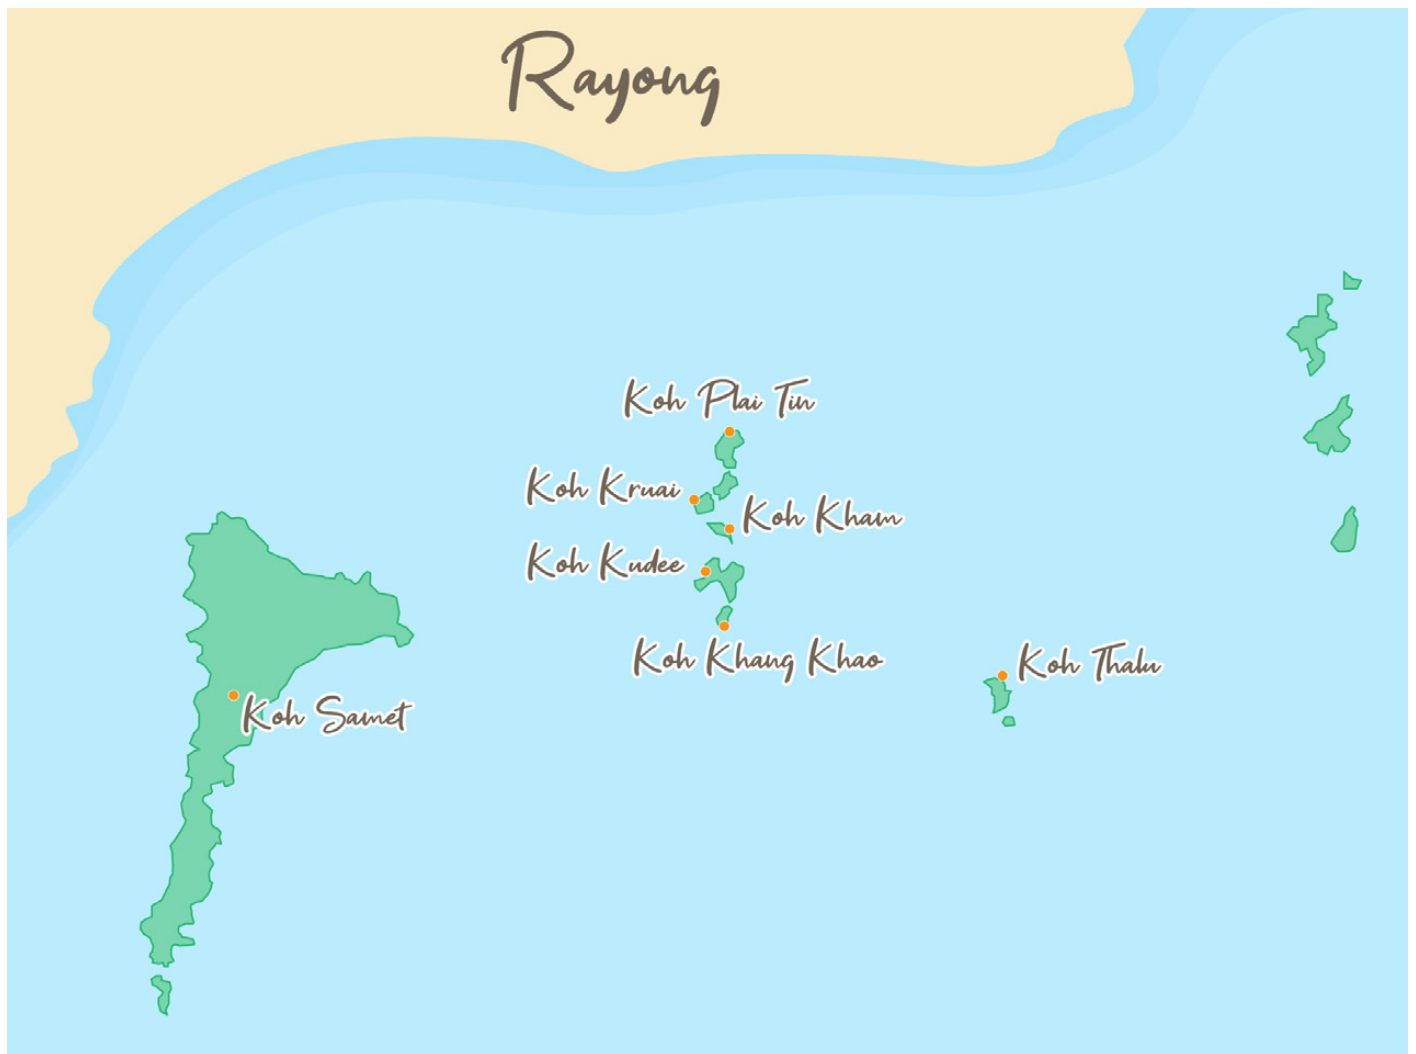 Rayong
Koh Plai Tin
Koh Kruai
Koh Kham
Koh Kudee
Koh Khang Khao
Koh Thalu
Koh Samet